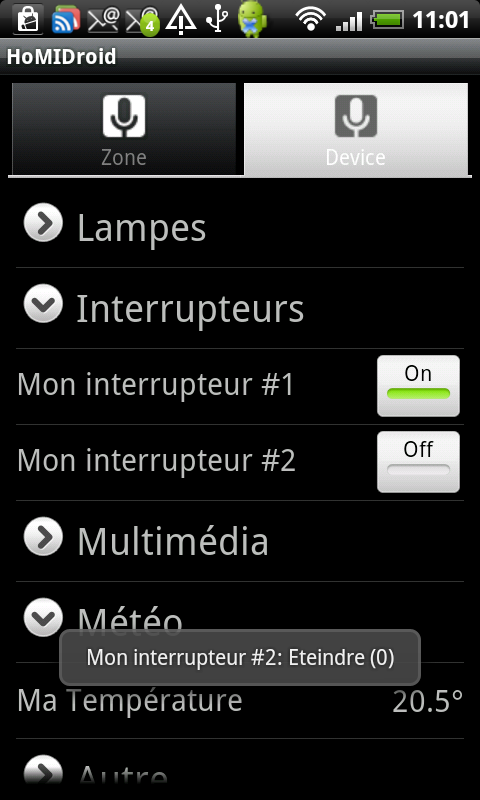 4
11:01
HoMIDroid
Zone
Device
Lampes
Interrupteurs
Mon interrupteur #1
On
Mon interrupteur #2
Off
Multimédia
Météo
Mon interrupteur #2: Eteindre (0)
Ma Température
20.5°
Autre